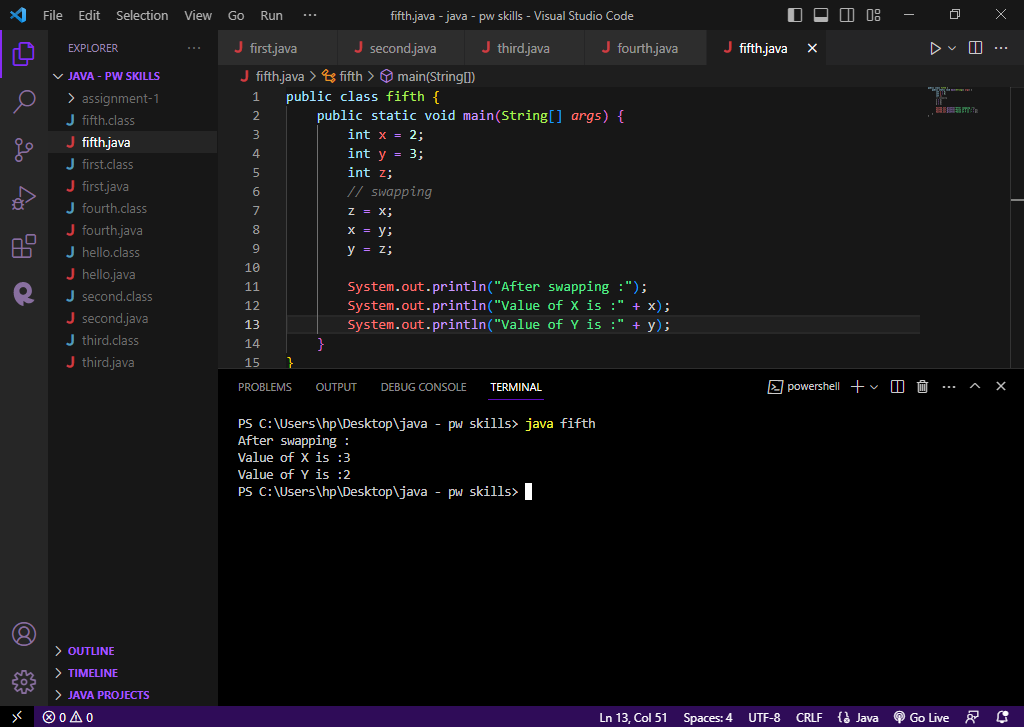 File Edit Selection View Go Run ··· fifth.java - java - pw skills - Visual Studio Code
EXPLORER ···
JAVA - PW SKILLS
assignment-1
J fifth.class
J fifth.java
J first.class
J first.java
J fourth.class
J fourth.java
J hello.class
J hello.java
J second.class
J second.java
J third.class
J third.java
OUTLINE
TIMELINE
JAVA PROJECTS
J first.java J second.java J third.java J fourth.java J fifth.java
J fifth.java > fifth > main(String[])
1 public class fifth {
2 public static void main(String[] args) {
3 int x = 2;
4 int y = 3;
5 int z;
6 // swapping
7 z = x;
8 x = y;
9 y = z;
10
11 System.out.println("After swapping :");
12 System.out.println("Value of X is :" + x);
13 System.out.println("Value of Y is :" + y);
14 }
15 }
PROBLEMS OUTPUT DEBUG CONSOLE TERMINAL powershell
PS C:\Users\hp\Desktop\java - pw skills> java fifth
After swapping :
Value of X is :3
Value of Y is :2
PS C:\Users\hp\Desktop\java - pw skills>
0 0 Ln 13, Col 51 Spaces: 4 UTF-8 CRLF {} Java Go Live